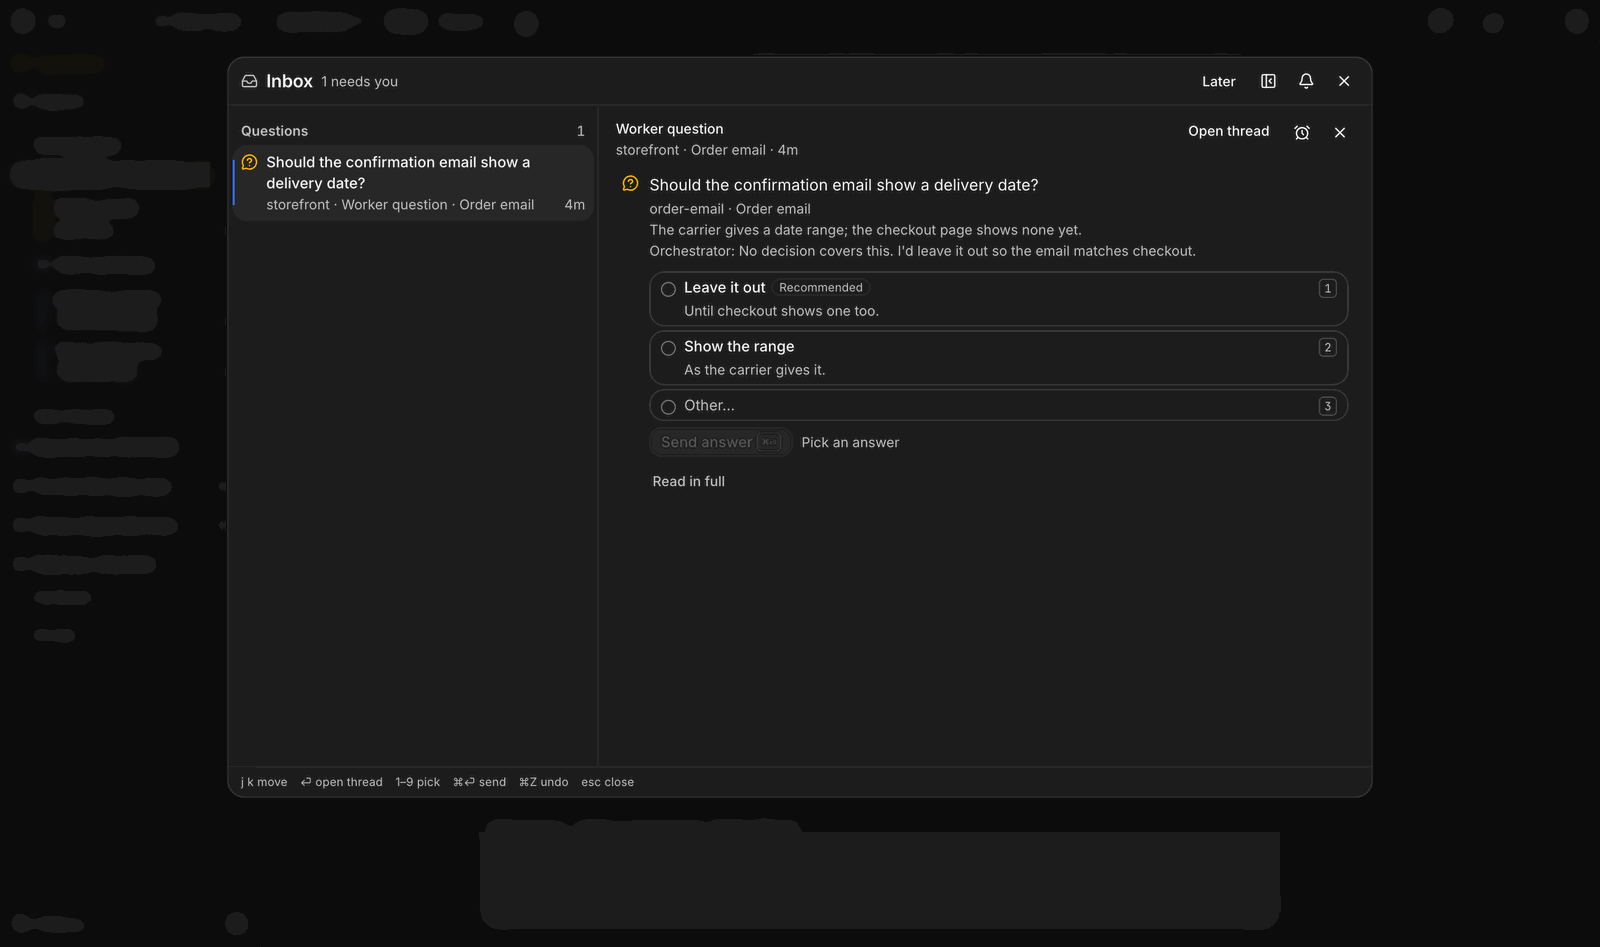 Inbox 1 needs you
Later
Questions 1
Should the confirmation email show a
delivery date?
storefront · Worker question · Order email 4m
Worker question
storefront · Order email · 4m
Open thread
Should the confirmation email show a delivery date?
order-email · Order email
The carrier gives a date range; the checkout page shows none yet.
Orchestrator: No decision covers this. I'd leave it out so the email matches checkout.
Leave it out Recommended 1
Until checkout shows one too.
Show the range 2
As the carrier gives it.
Other... 3
Send answer ⌘⏎ Pick an answer
Read in full
j k move ⏎ open thread 1–9 pick ⌘⏎ send ⌘Z undo esc close